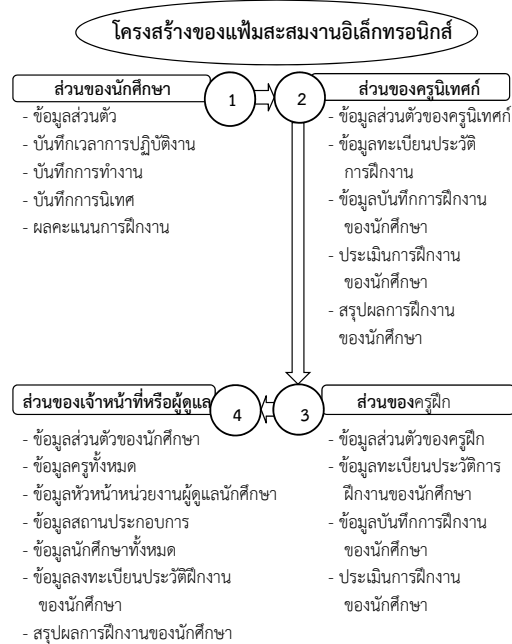 โครงสร้างของแฟ้มสะสมงานอิเล็กทรอนิกส์
ส่วนของนักศึกษา
1
- ข้อมูลส่วนตัว
- บันทึกเวลาการปฏิบัติงาน
- บันทึกการทำงาน
- บันทึกการนิเทศ
- ผลคะแนนการฝึกงาน
2
ส่วนของครูนิเทศก์
- ข้อมูลส่วนตัวของครูนิเทศก์
- ข้อมูลทะเบียนประวัติ
การฝึกงาน
- ข้อมูลบันทึกการฝึกงาน
ของนักศึกษา
- ประเมินการฝึกงาน
ของนักศึกษา
- สรุปผลการฝึกงาน
ของนักศึกษา
3
ส่วนของครูฝึก
- ข้อมูลส่วนตัวของครูฝึก
- ข้อมูลทะเบียนประวัติการ
ฝึกงานของนักศึกษา
- ข้อมูลบันทึกการฝึกงาน
ของนักศึกษา
- ประเมินการฝึกงาน
ของนักศึกษา
ส่วนของเจ้าหน้าที่หรือผู้ดูแล
4
- ข้อมูลส่วนตัวของนักศึกษา
- ข้อมูลครูทั้งหมด
- ข้อมูลหัวหน้าหน่วยงานผู้ดูแลนักศึกษา
- ข้อมูลสถานประกอบการ
- ข้อมูลนักศึกษาทั้งหมด
- ข้อมูลลงทะเบียนประวัติฝึกงาน
ของนักศึกษา
- สรุปผลการฝึกงานของนักศึกษา